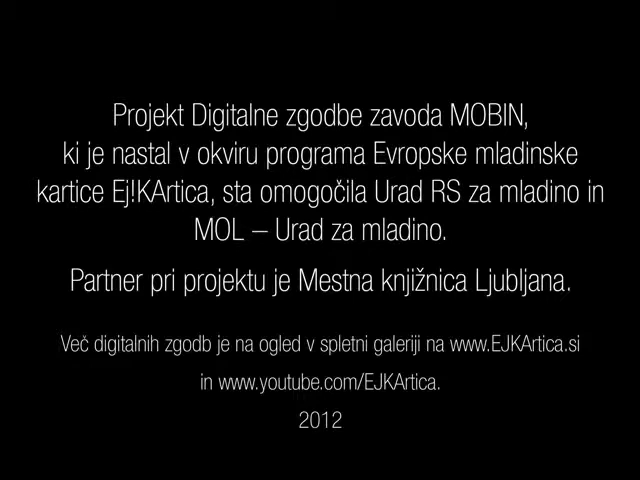 Projekt Digitalne zgodbe zavoda MOBIN,
ki je nastal v okviru programa Evropske mladinske
kartice Ej!KArtica, sta omogočila Urad RS za mladino in
MOL – Urad za mladino.
Partner pri projektu je Mestna knjižnica Ljubljana.
Več digitalnih zgodb je na ogled v spletni galeriji na www.EJKArtica.si
in www.youtube.com/EJKArtica.
2012